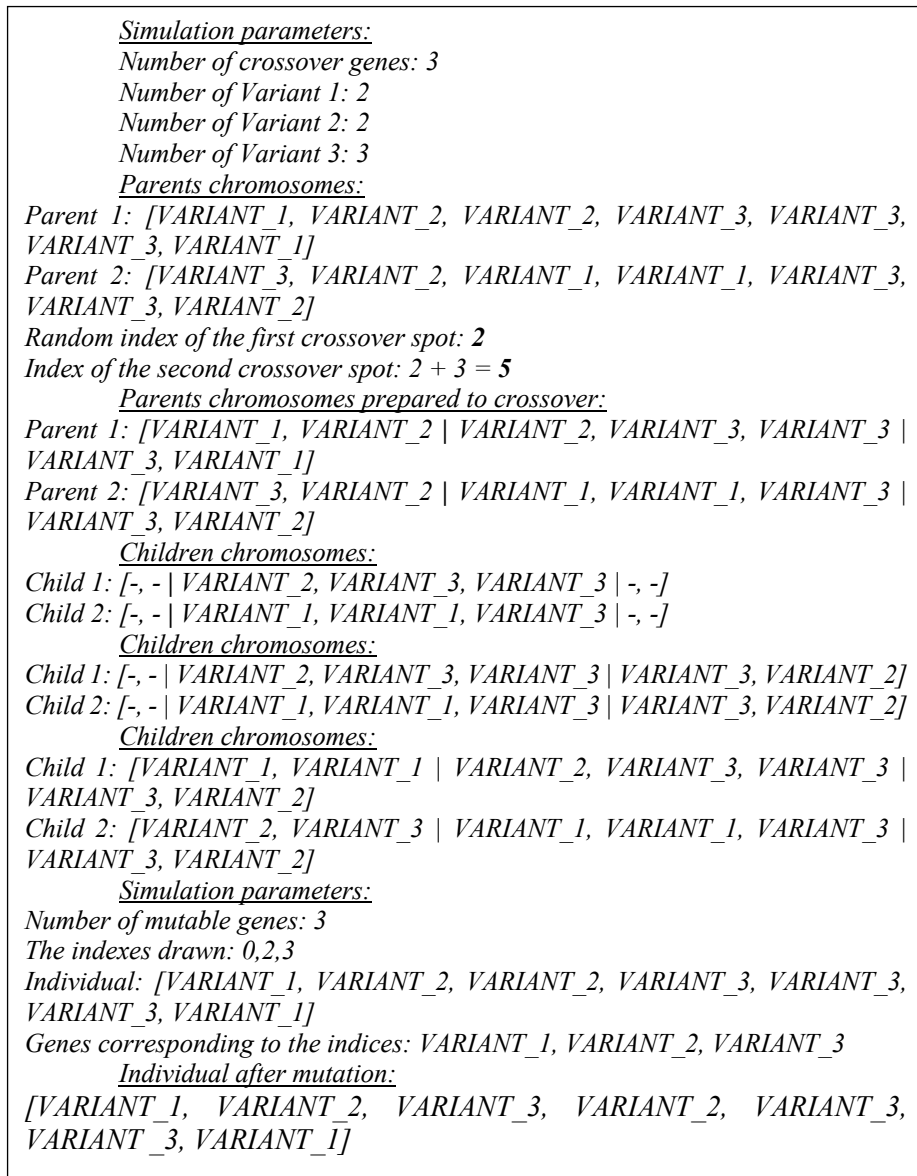 Simulation parameters:
Number of crossover genes: 3
Number of Variant 1: 2
Number of Variant 2: 2
Number of Variant 3: 3
Parents chromosomes:
Parent 1: [VARIANT_1, VARIANT_2, VARIANT_2, VARIANT_3, VARIANT_3,
VARIANT_3, VARIANT_1]
Parent 2: [VARIANT_3, VARIANT_2, VARIANT_1, VARIANT_1, VARIANT_3,
VARIANT_3, VARIANT_2]
Random index of the first crossover spot: 2
Index of the second crossover spot: 2 + 3 = 5
Parents chromosomes prepared to crossover:
Parent 1: [VARIANT_1, VARIANT_2 | VARIANT_2, VARIANT_3, VARIANT_3 |
VARIANT_3, VARIANT_1]
Parent 2: [VARIANT_3, VARIANT_2 | VARIANT_1, VARIANT_1, VARIANT_3 |
VARIANT_3, VARIANT_2]
Children chromosomes:
Child 1: [-, - | VARIANT_2, VARIANT_3, VARIANT_3 | -, -]
Child 2: [-, - | VARIANT_1, VARIANT_1, VARIANT_3 | -, -]
Children chromosomes:
Child 1: [-, - | VARIANT_2, VARIANT_3, VARIANT_3 | VARIANT_3, VARIANT_2]
Child 2: [-, - | VARIANT_1, VARIANT_1, VARIANT_3 | VARIANT_3, VARIANT_2]
Children chromosomes:
Child 1: [VARIANT_1, VARIANT_1 | VARIANT_2, VARIANT_3, VARIANT_3 |
VARIANT_3, VARIANT_2]
Child 2: [VARIANT_2, VARIANT_3 | VARIANT_1, VARIANT_1, VARIANT_3 |
VARIANT_3, VARIANT_2]
Simulation parameters:
Number of mutable genes: 3
The indexes drawn: 0,2,3
Individual: [VARIANT_1, VARIANT_2, VARIANT_2, VARIANT_3, VARIANT_3,
VARIANT_3, VARIANT_1]
Genes corresponding to the indices: VARIANT_1, VARIANT_2, VARIANT_3
Individual after mutation:
[VARIANT_1, VARIANT_2, VARIANT_3, VARIANT_2, VARIANT_3,
VARIANT _3, VARIANT_1]